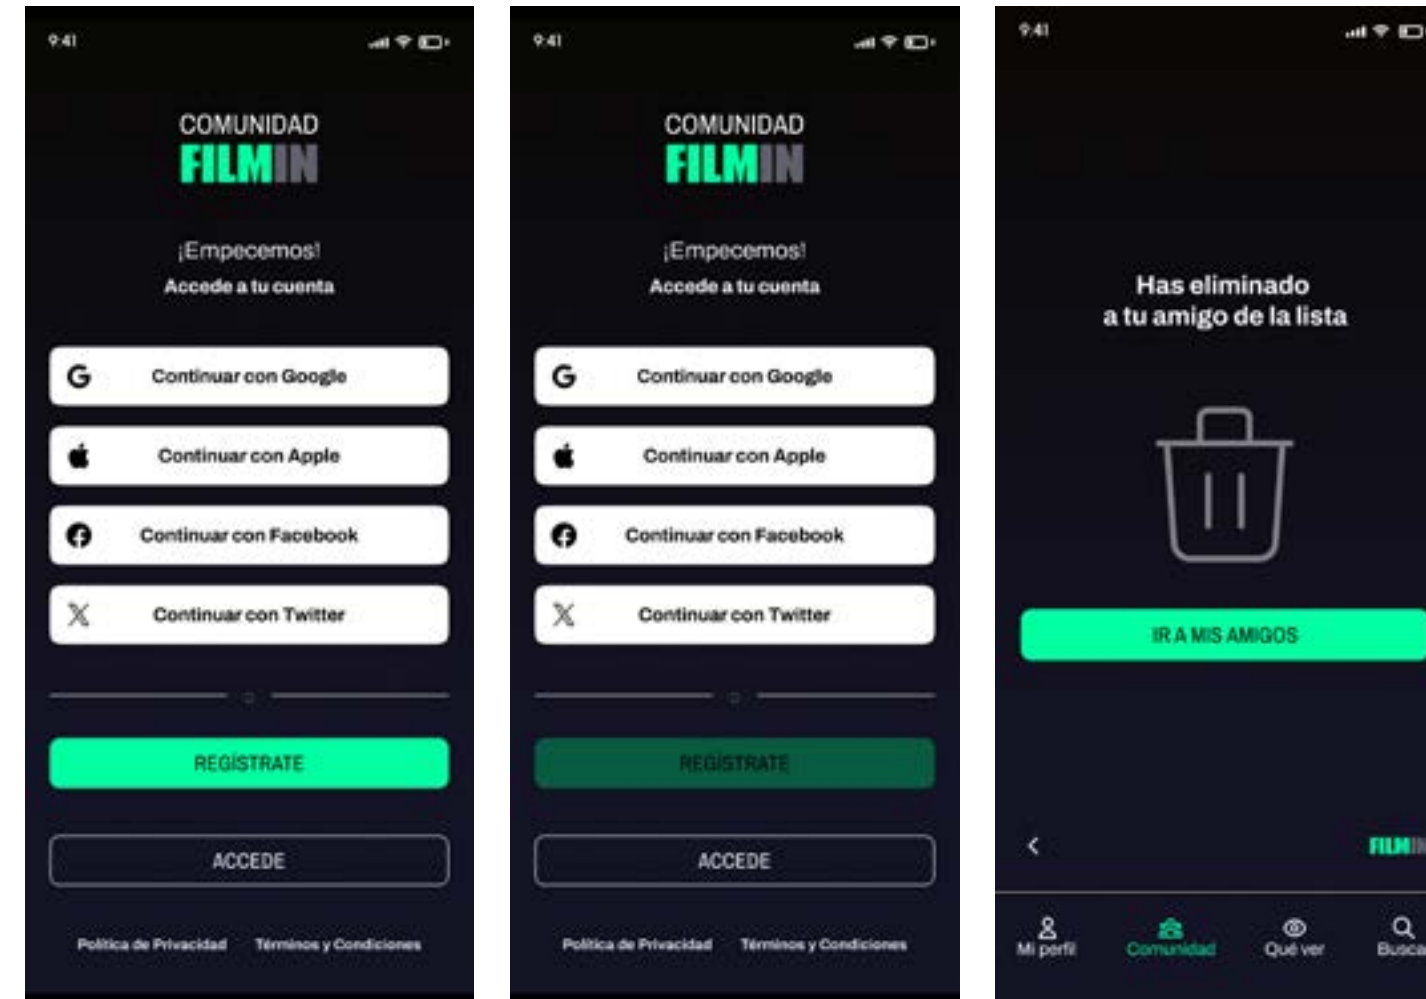 9:41
COMUNIDAD
FILMIN
¡Empecemos!
Accede a tu cuenta
Continuar con Google
Continuar con Apple
Continuar con Facebook
Continuar con Twitter
o
REGÍSTRATE
ACCEDE
Política de Privacidad Términos y Condiciones
9:41
COMUNIDAD
FILMIN
¡Empecemos!
Accede a tu cuenta
Continuar con Google
Continuar con Apple
Continuar con Facebook
Continuar con Twitter
o
REGÍSTRATE
ACCEDE
Política de Privacidad Términos y Condiciones
9:41
Has eliminado
a tu amigo de la lista
IR A MIS AMIGOS
FILMIN
Mi perfil Comunidad Qué ver Busca